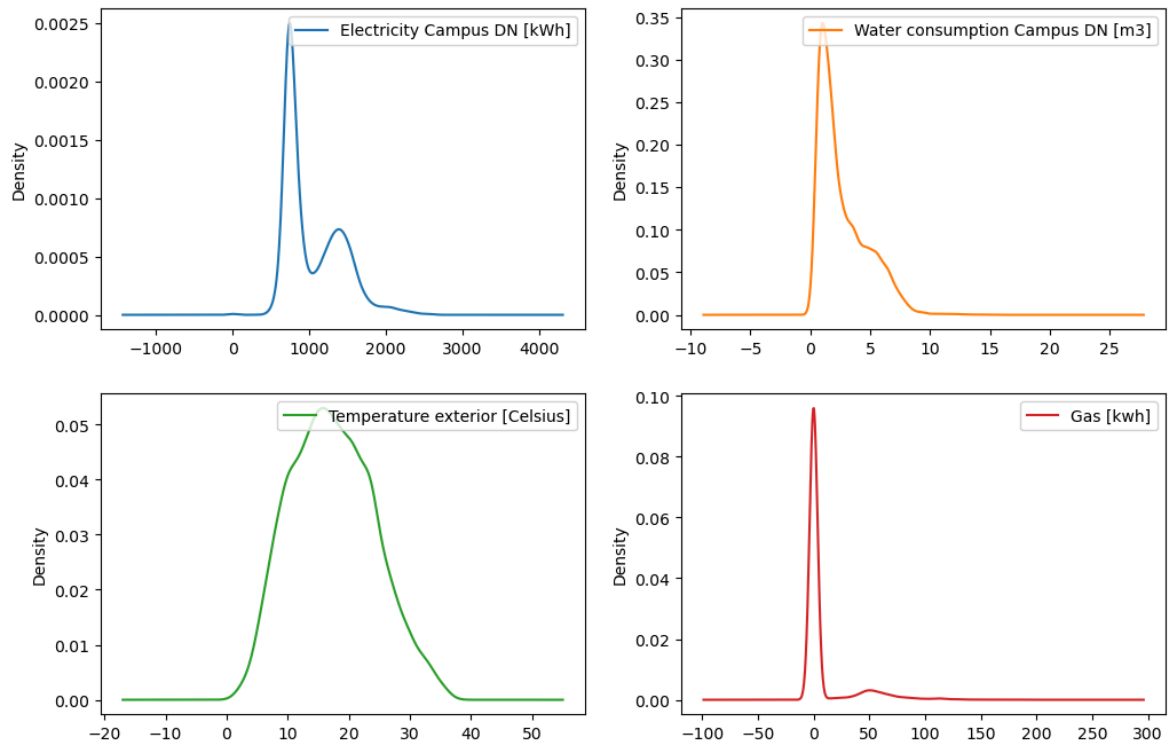 Electricity Campus DN [kWh]
Density
0.0025
0.0020
0.0015
0.0010
0.0005
0.0000
−1000 0 1000 2000 3000 4000
Water consumption Campus DN [m3]
Density
0.35
0.30
0.25
0.20
0.15
0.10
0.05
0.00
−10 −5 0 5 10 15 20 25
Temperature exterior [Celsius]
Density
0.05
0.04
0.03
0.02
0.01
0.00
−20 −10 0 10 20 30 40 50
Gas [kwh]
Density
0.10
0.08
0.06
0.04
0.02
0.00
−100 −50 0 50 100 150 200 250 300